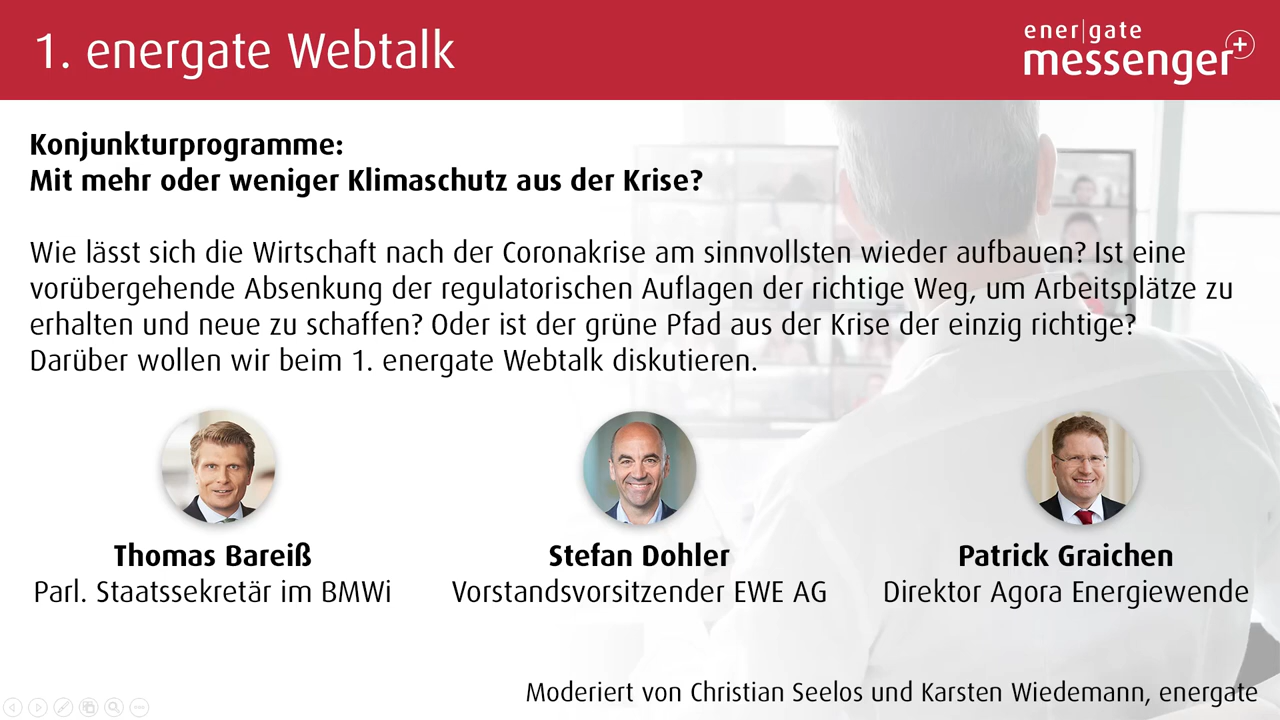 1. energate Webtalk
ener|gate
messenger+
Konjunkturprogramme:
Mit mehr oder weniger Klimaschutz aus der Krise?
Wie lässt sich die Wirtschaft nach der Coronakrise am sinnvollsten wieder aufbauen? Ist eine
vorübergehende Absenkung der regulatorischen Auflagen der richtige Weg, um Arbeitsplätze zu
erhalten und neue zu schaffen? Oder ist der grüne Pfad aus der Krise der einzig richtige?
Darüber wollen wir beim 1. energate Webtalk diskutieren.
Thomas Bareiß
Parl. Staatssekretär im BMWi
Stefan Dohler
Vorstandsvorsitzender EWE AG
Patrick Graichen
Direktor Agora Energiewende
Moderiert von Christian Seelos und Karsten Wiedemann, energate